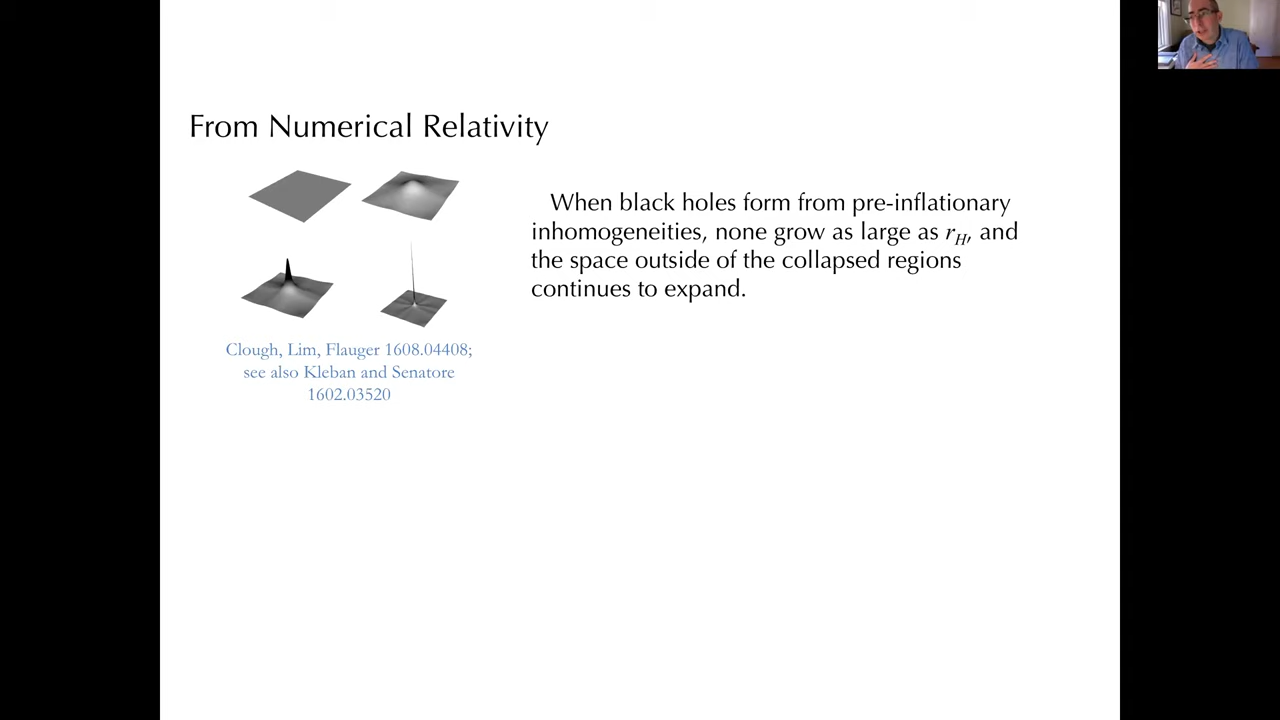 From Numerical Relativity
When black holes form from pre-inflationary
inhomogeneities, none grow as large as r_H, and
the space outside of the collapsed regions
continues to expand.
Clough, Lim, Flauger 1608.04408;
see also Kleban and Senatore
1602.03520